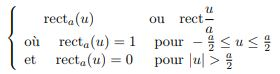 rect_a(u) ou rect u/a
où rect_a(u) = 1 pour − a/2 ≤ u ≤ a/2
et rect_a(u) = 0 pour |u| > a/2